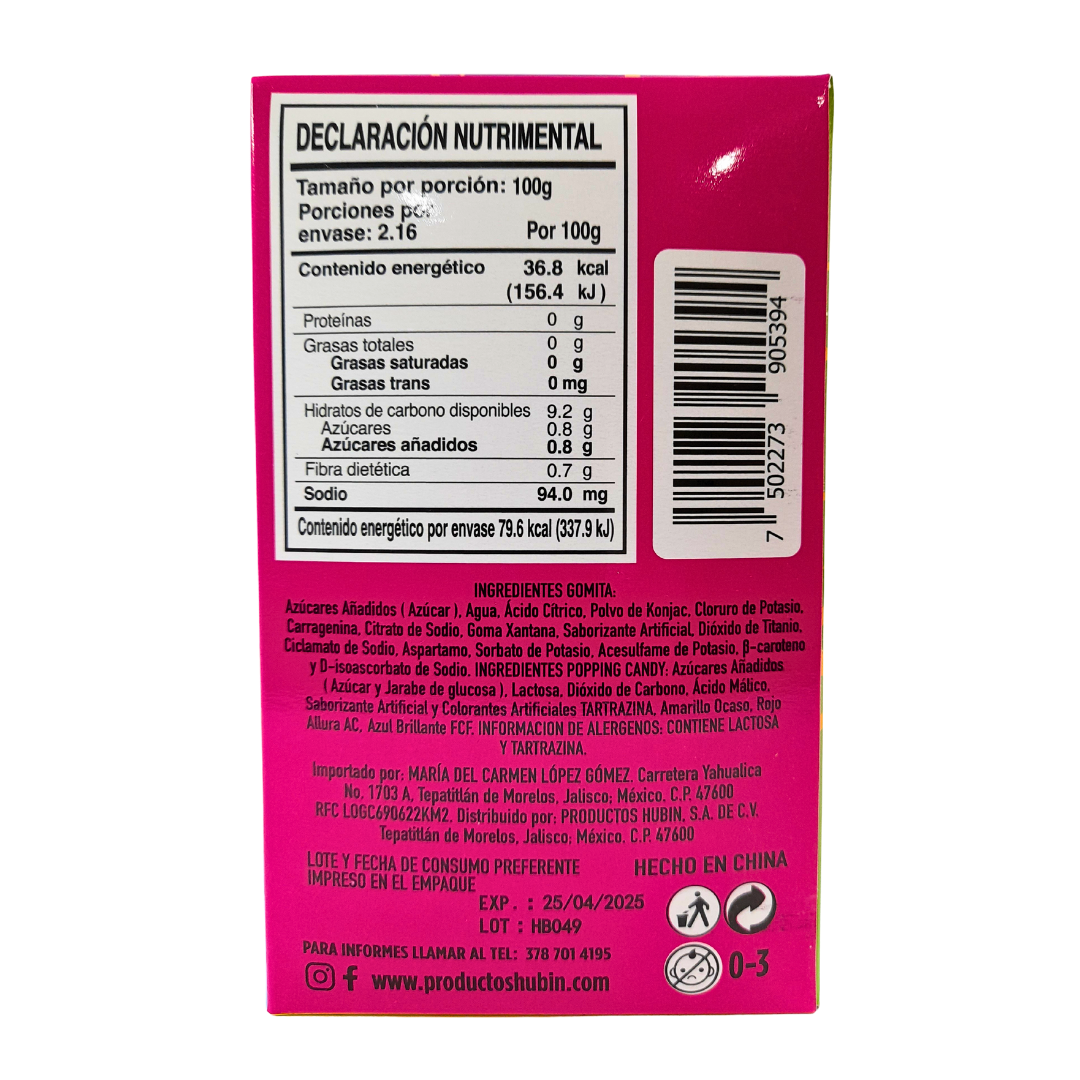 DECLARACIÓN NUTRIMENTAL
Tamaño por porción: 100g
Porciones por
envase: 2.16 Por 100g
Contenido energético 36.8 kcal
(156.4 kJ)
Proteínas 0 g
Grasas totales 0 g
Grasas saturadas 0 g
Grasas trans 0 mg
Hidratos de carbono disponibles 9.2 g
Azúcares 0.8 g
Azúcares añadidos 0.8 g
Fibra dietética 0.7 g
Sodio 94.0 mg
Contenido energético por envase 79.6 kcal (337.9 kJ)
7 502273 905394
INGREDIENTES GOMITA:
Azúcares Añadidos ( Azúcar ), Agua, Ácido Cítrico, Polvo de Konjac, Cloruro de Potasio,
Carragenina, Citrato de Sodio, Goma Xantana, Saborizante Artificial, Dióxido de Titanio,
Ciclamato de Sodio, Aspartamo, Sorbato de Potasio, Acesulfame de Potasio, β-caroteno
y D-isoascorbato de Sodio. INGREDIENTES POPPING CANDY: Azúcares Añadidos
( Azúcar y Jarabe de glucosa ), Lactosa, Dióxido de Carbono, Ácido Málico,
Saborizante Artificial y Colorantes Artificiales TARTRAZINA, Amarillo Ocaso, Rojo
Allura AC, Azul Brillante FCF. INFORMACION DE ALERGENOS: CONTIENE LACTOSA
Y TARTRAZINA.
Importado por: MARÍA DEL CARMEN LÓPEZ GÓMEZ. Carretera Yahualica
No. 1703 A, Tepatitlán de Morelos, Jalisco; México. C.P. 47600
RFC LOGC690622KM2. Distribuido por: PRODUCTOS HUBIN, S.A. DE C.V.
Tepatitlán de Morelos, Jalisco; México. C.P. 47600
LOTE Y FECHA DE CONSUMO PREFERENTE
IMPRESO EN EL EMPAQUE
HECHO EN CHINA
EXP. : 25/04/2025
LOT : HB049
PARA INFORMES LLAMAR AL TEL: 378 701 4195
0-3
www.productoshubin.com